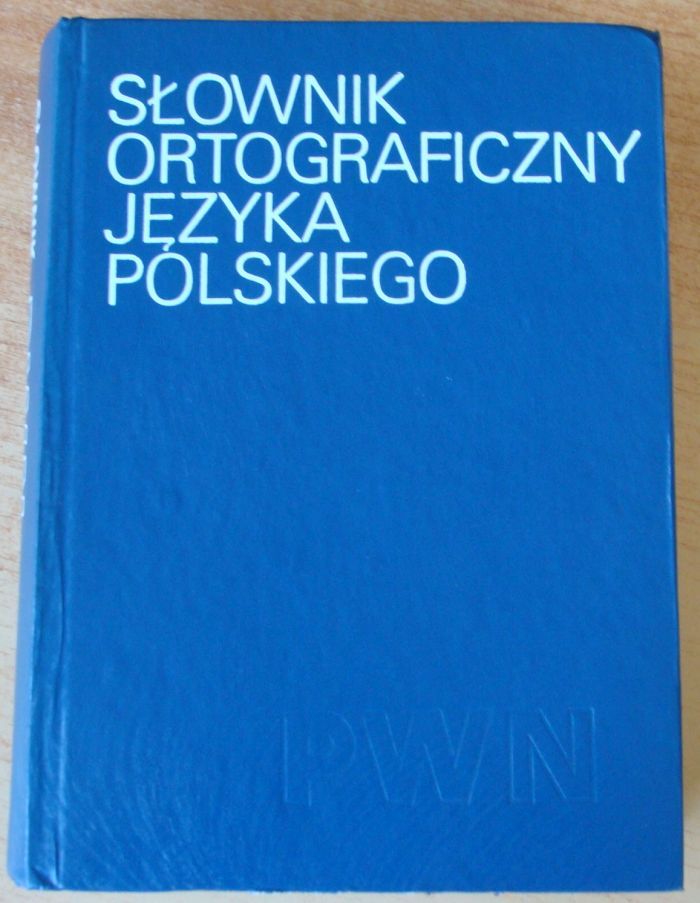 SŁOWNIK
ORTOGRAFICZNY
JĘZYKA
POLSKIEGO
PWN